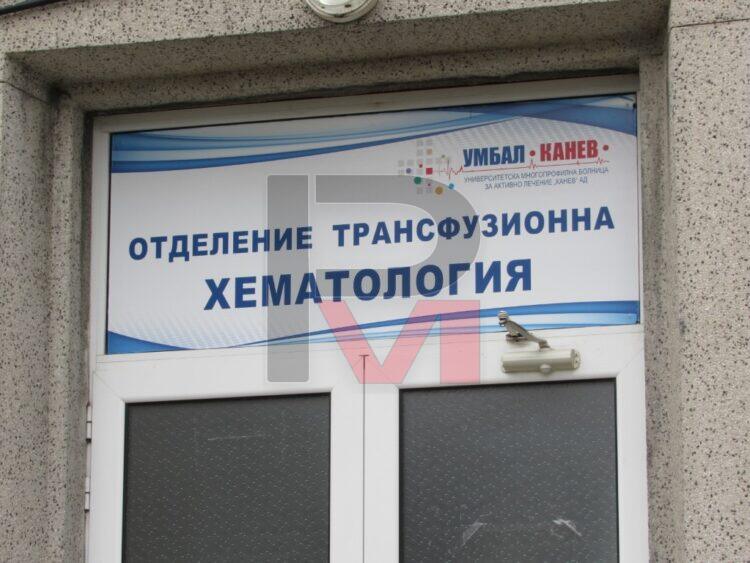 УМБАЛ • КАНЕВ •
УНИВЕРСИТЕТСКА МНОГОПРОФИЛНА БОЛНИЦА
ЗА АКТИВНО ЛЕЧЕНИЕ „КАНЕВ" АД
ОТДЕЛЕНИЕ ТРАНСФУЗИОННА
ХЕМАТОЛОГИЯ